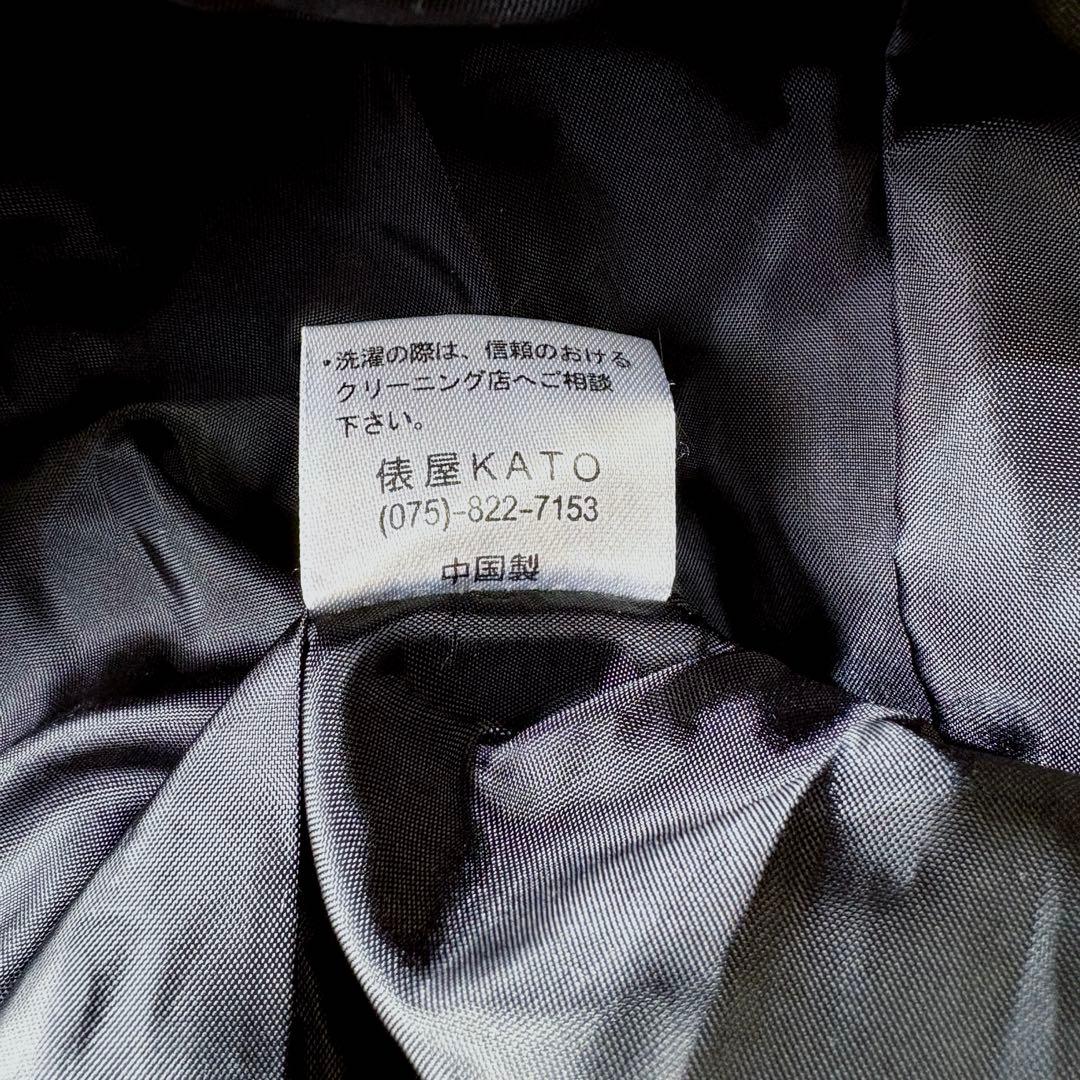 ・洗濯の際は、信頼のおける
クリーニング店へご相談
下さい。
俵屋KATO
(075)-822-7153
中国製